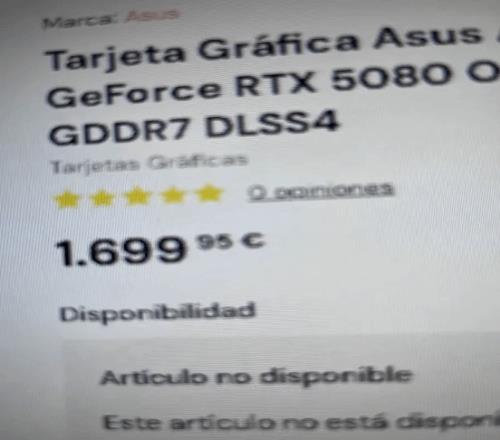 Marca: Asus
Tarjeta Gráfica Asus
GeForce RTX 5080 O
GDDR7 DLSS4
Tarjetas Gráficas
0 opiniones
1.699 95 €
Disponibilidad
Artículo no disponible
Este artículo no está dispon